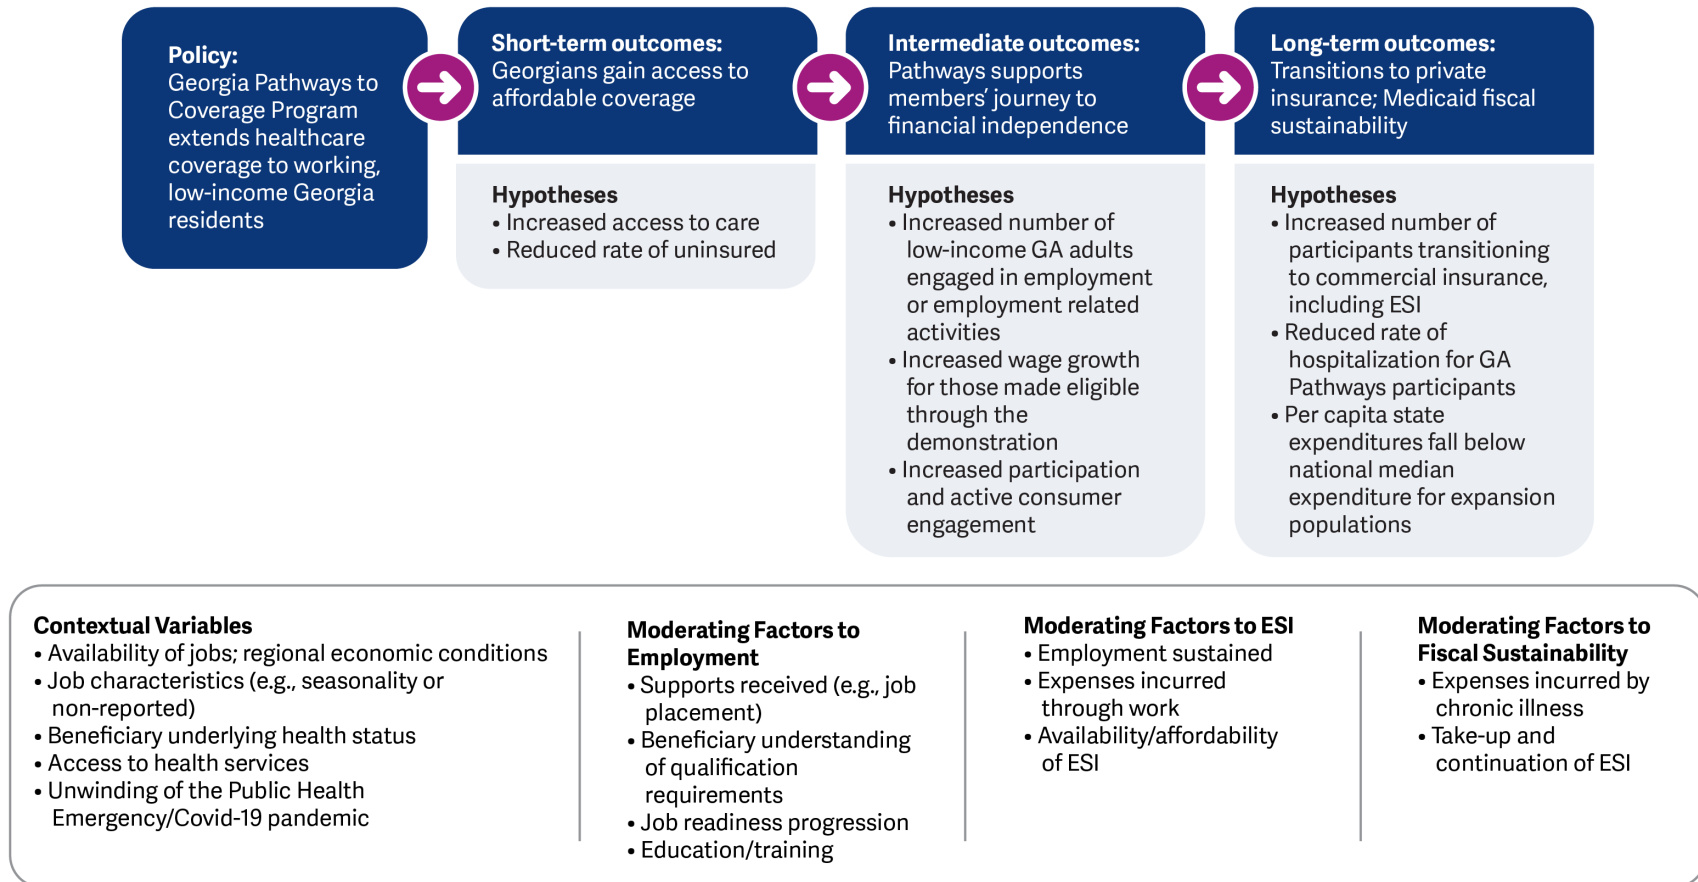 Policy:
Georgia Pathways to
Coverage Program
extends healthcare
coverage to working,
low-income Georgia
residents
Short-term outcomes:
Georgians gain access to
affordable coverage
Hypotheses
• Increased access to care
• Reduced rate of uninsured
Intermediate outcomes:
Pathways supports
members’ journey to
financial independence
Hypotheses
• Increased number of
low-income GA adults
engaged in employment
or employment related
activities
• Increased wage growth
for those made eligible
through the
demonstration
• Increased participation
and active consumer
engagement
Long-term outcomes:
Transitions to private
insurance; Medicaid fiscal
sustainability
Hypotheses
• Increased number of
participants transitioning
to commercial insurance,
including ESI
• Reduced rate of
hospitalization for GA
Pathways participants
• Per capita state
expenditures fall below
national median
expenditure for expansion
populations
Contextual Variables
• Availability of jobs; regional economic conditions
• Job characteristics (e.g., seasonality or
non-reported)
• Beneficiary underlying health status
• Access to health services
• Unwinding of the Public Health
Emergency/Covid-19 pandemic
Moderating Factors to
Employment
• Supports received (e.g., job
placement)
• Beneficiary understanding
of qualification
requirements
• Job readiness progression
• Education/training
Moderating Factors to ESI
• Employment sustained
• Expenses incurred
through work
• Availability/affordability
of ESI
Moderating Factors to
Fiscal Sustainability
• Expenses incurred by
chronic illness
• Take-up and
continuation of ESI